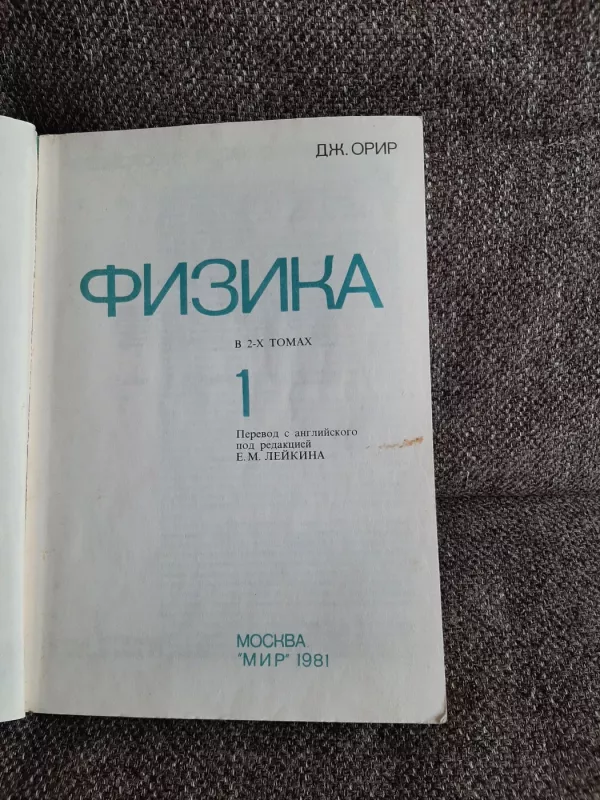 ДЖ. ОРИР
ФИЗИКА
В 2-Х ТОМАХ
1
Перевод с английского
под редакцией
Е. М. ЛЕЙКИНА
МОСКВА
"МИР" 1981